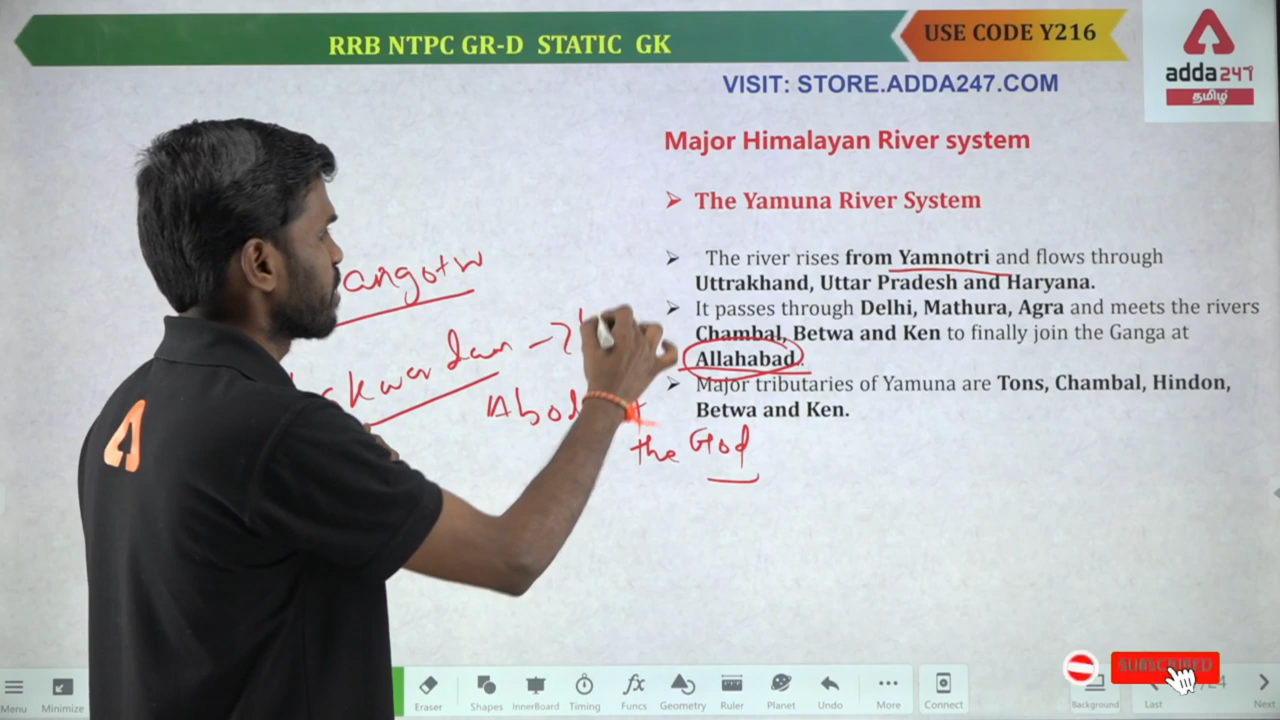 RRB NTPC GR-D STATIC GK
USE CODE Y216
adda247
தமிழ்
VISIT: STORE.ADDA247.COM
Major Himalayan River system
The Yamuna River System
The river rises from Yamnotri and flows through
Uttrakhand, Uttar Pradesh and Haryana.
It passes through Delhi, Mathura, Agra and meets the rivers
Chambal, Betwa and Ken to finally join the Ganga at
Allahabad.
Major tributaries of Yamuna are Tons, Chambal, Hindon,
Betwa and Ken.
the God
SUBSCRIBED
Menu
Minimize
Eraser
Shapes
InnerBoard
Timing
Funcs
Geometry
Ruler
Planet
Undo
More
Connect
Background
Last
Next